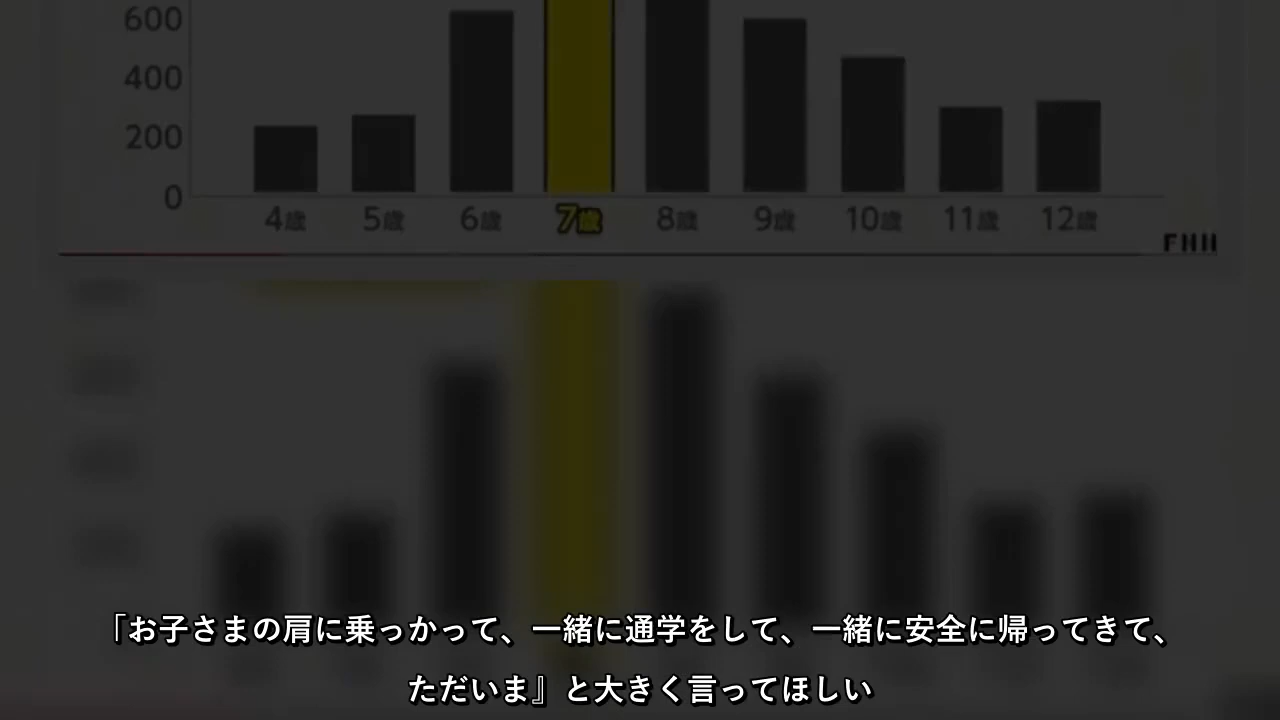 600
400
200
0
4歳 5歳 6歳 7歳 8歳 9歳 10歳 11歳 12歳
「お子さまの肩に乗っかって、一緒に通学をして、一緒に安全に帰ってきて、
ただいま』と大きく言ってほしい